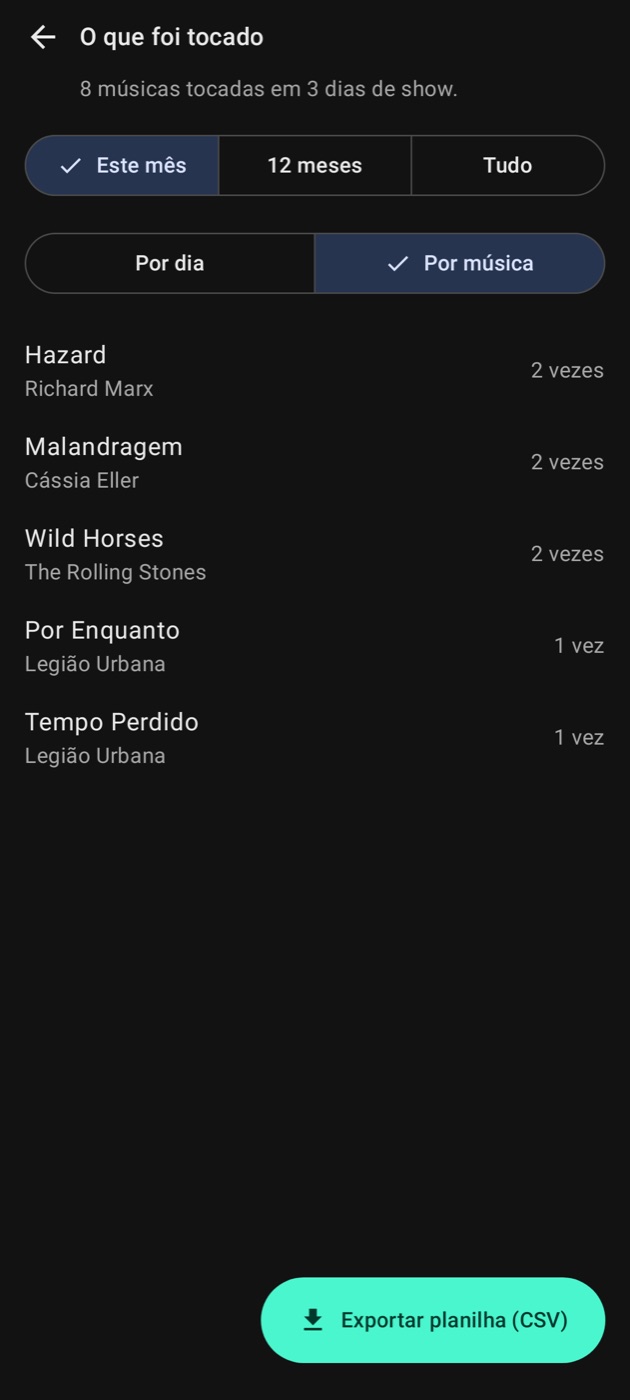 O que foi tocado
8 músicas tocadas em 3 dias de show.
Este mês
12 meses
Tudo
Por dia
Por música
Hazard
Richard Marx
2 vezes
Malandragem
Cássia Eller
2 vezes
Wild Horses
The Rolling Stones
2 vezes
Por Enquanto
Legião Urbana
1 vez
Tempo Perdido
Legião Urbana
1 vez
Exportar planilha (CSV)